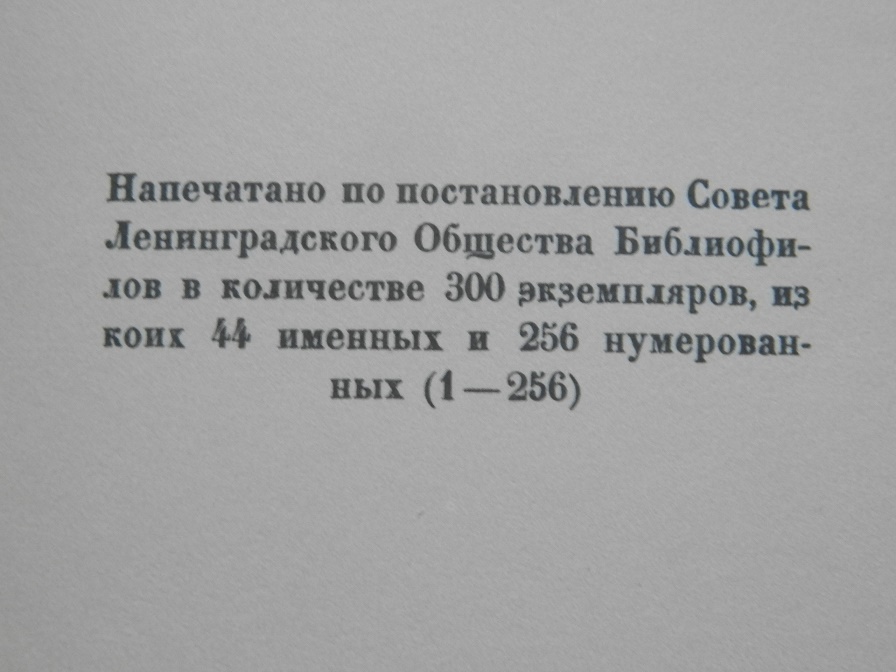 Напечатано по постановлению Совета
Ленинградского Общества Библиофи-
лов в количестве 300 экземпляров, из
коих 44 именных и 256 нумерован-
ных (1—256)